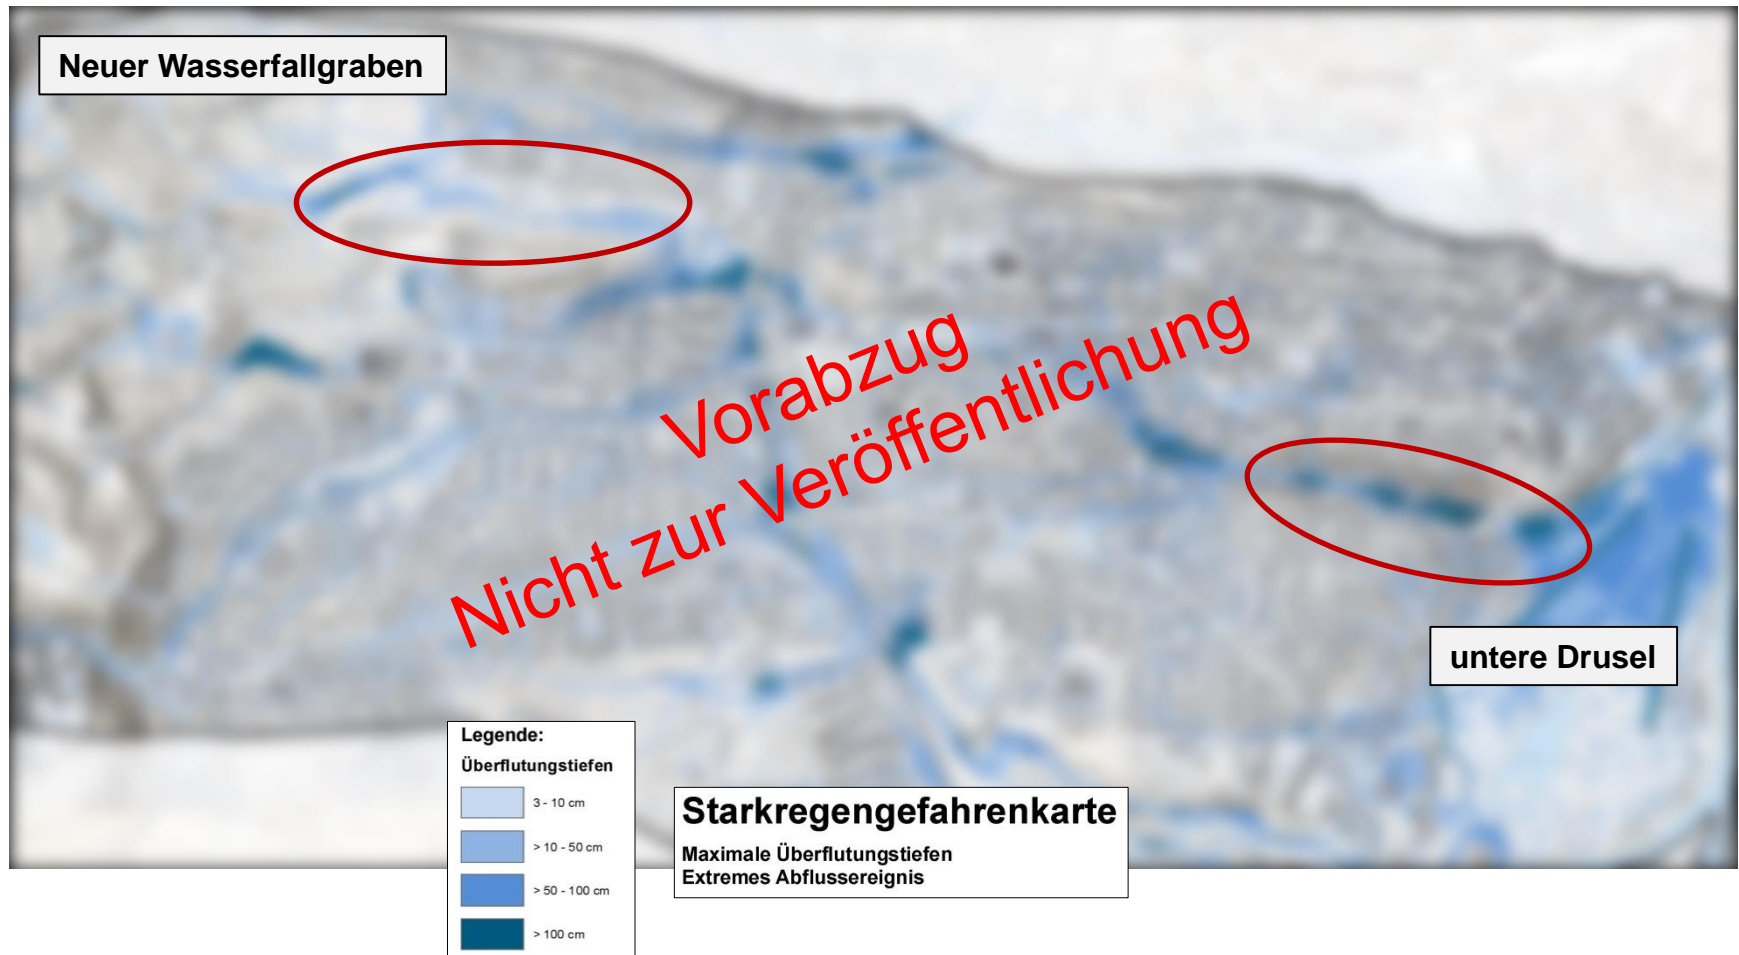 Neuer Wasserfallgraben
Vorabzug
Nicht zur Veröffentlichung
untere Drusel
Legende:
Überflutungstiefen
3 - 10 cm
> 10 - 50 cm
> 50 - 100 cm
> 100 cm
Starkregengefahrenkarte
Maximale Überflutungstiefen
Extremes Abflussereignis